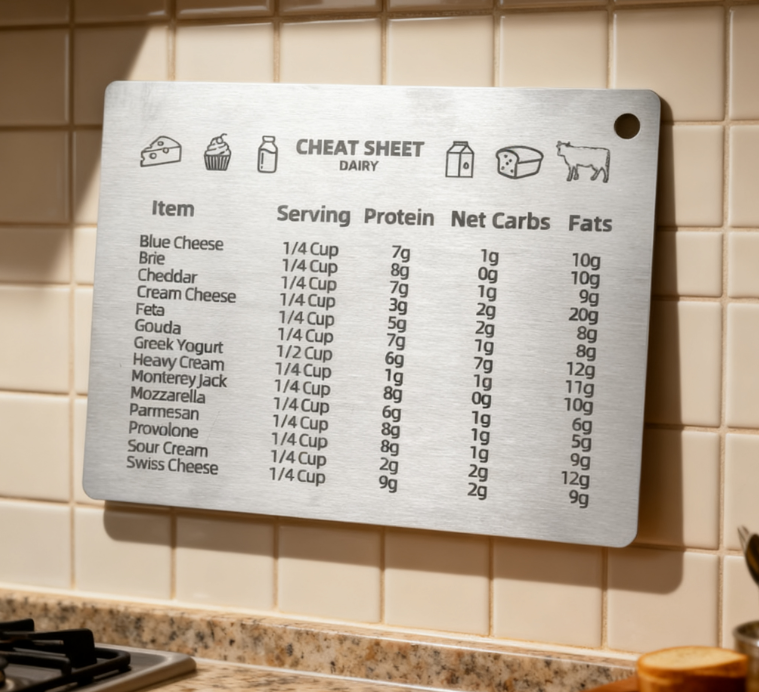 CHEAT SHEET
DAIRY
Item Serving Protein Net Carbs Fats
Blue Cheese 1/4 Cup 7g 1g 10g
Brie 1/4 Cup 8g 0g 10g
Cheddar 1/4 Cup 7g 1g 9g
Cream Cheese 1/4 Cup 3g 2g 20g
Feta 1/4 Cup 5g 2g 8g
Gouda 1/4 Cup 7g 1g 8g
Greek Yogurt 1/2 Cup 6g 7g 12g
Heavy Cream 1/4 Cup 1g 1g 11g
Monterey Jack 1/4 Cup 8g 0g 10g
Mozzarella 1/4 Cup 6g 1g 6g
Parmesan 1/4 Cup 8g 1g 5g
Provolone 1/4 Cup 8g 1g 9g
Sour Cream 1/4 Cup 2g 2g 12g
Swiss Cheese 1/4 Cup 9g 2g 9g